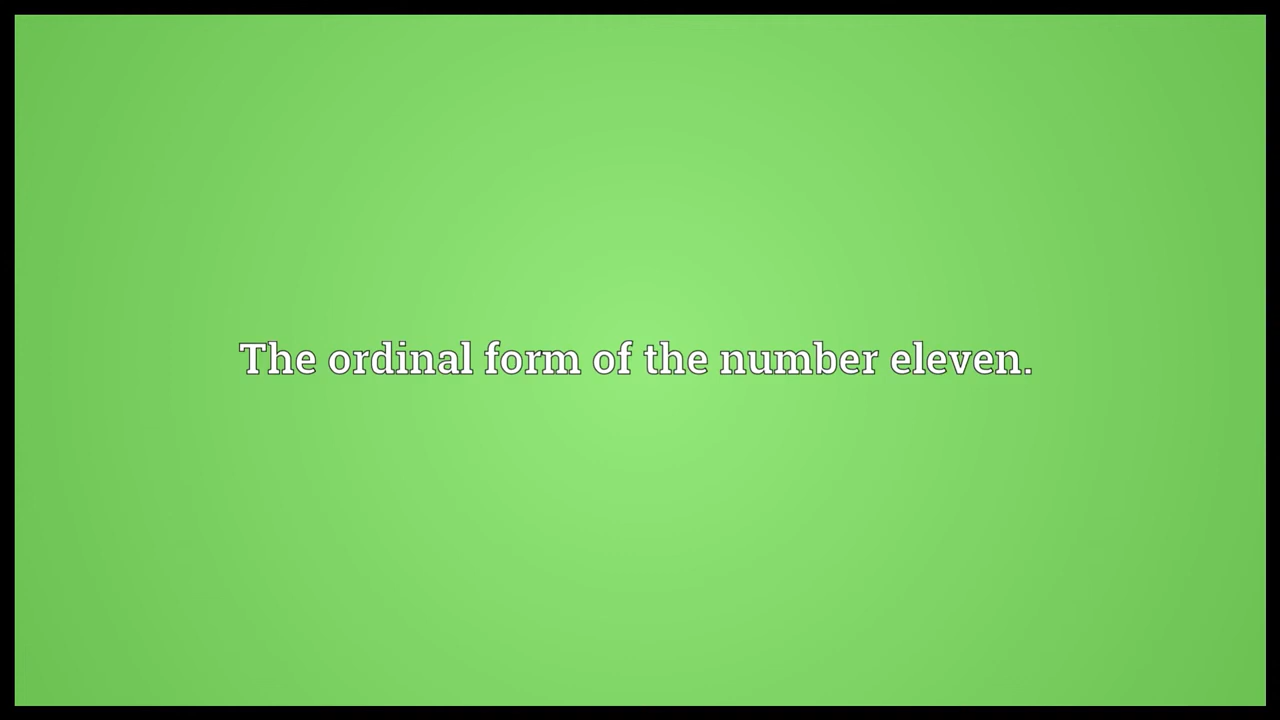 The ordinal form of the number eleven.